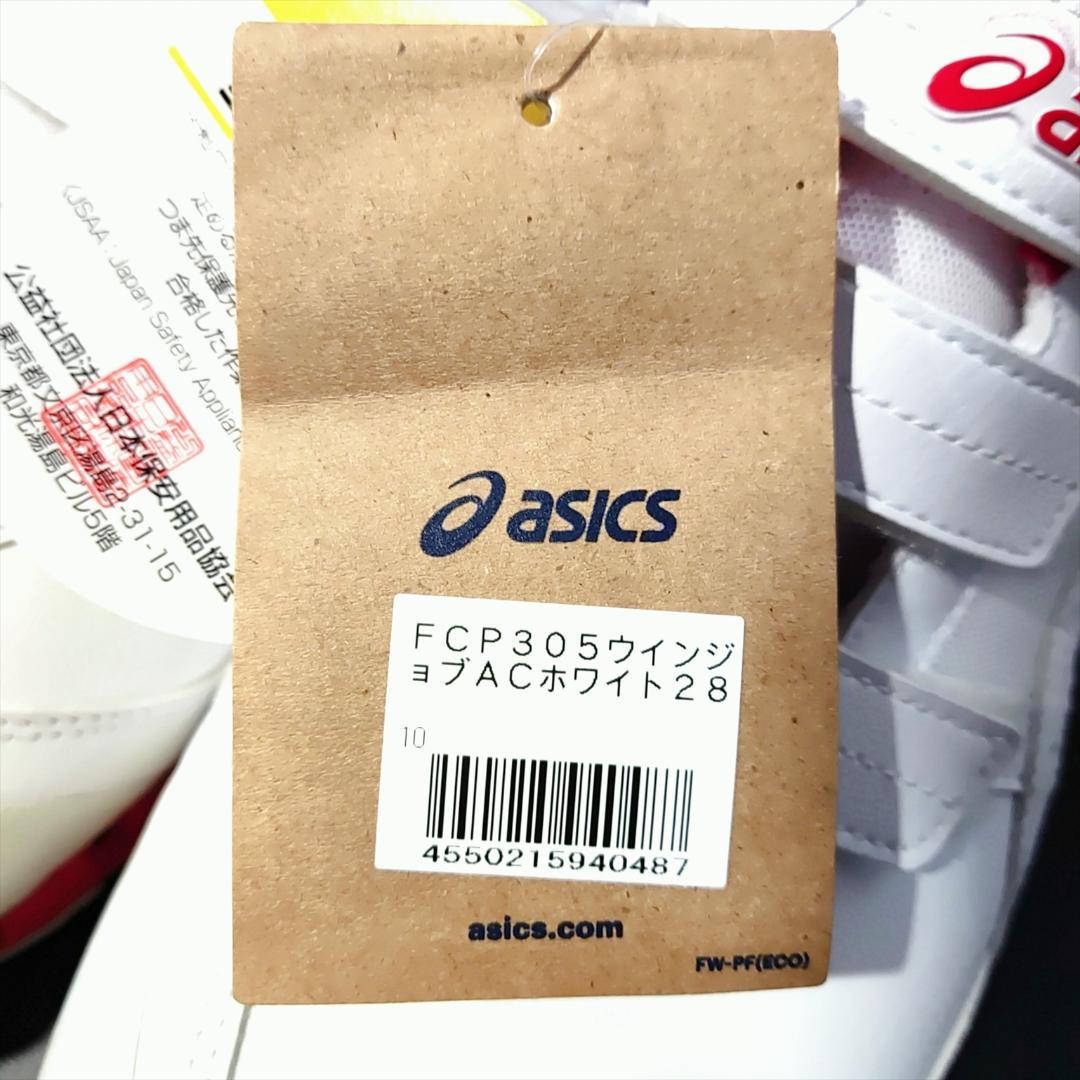 asics
FCP305ウインジ
ョブACホワイト28
10
4550215940487
asics.com
FW-PF(ECO)
つま先保護
合格した作業
(JSAA : Japan Safety Applianc
公益社団法人日本保安用品協会
東京都文京区湯島2-31-15
和光湯島ビル5階